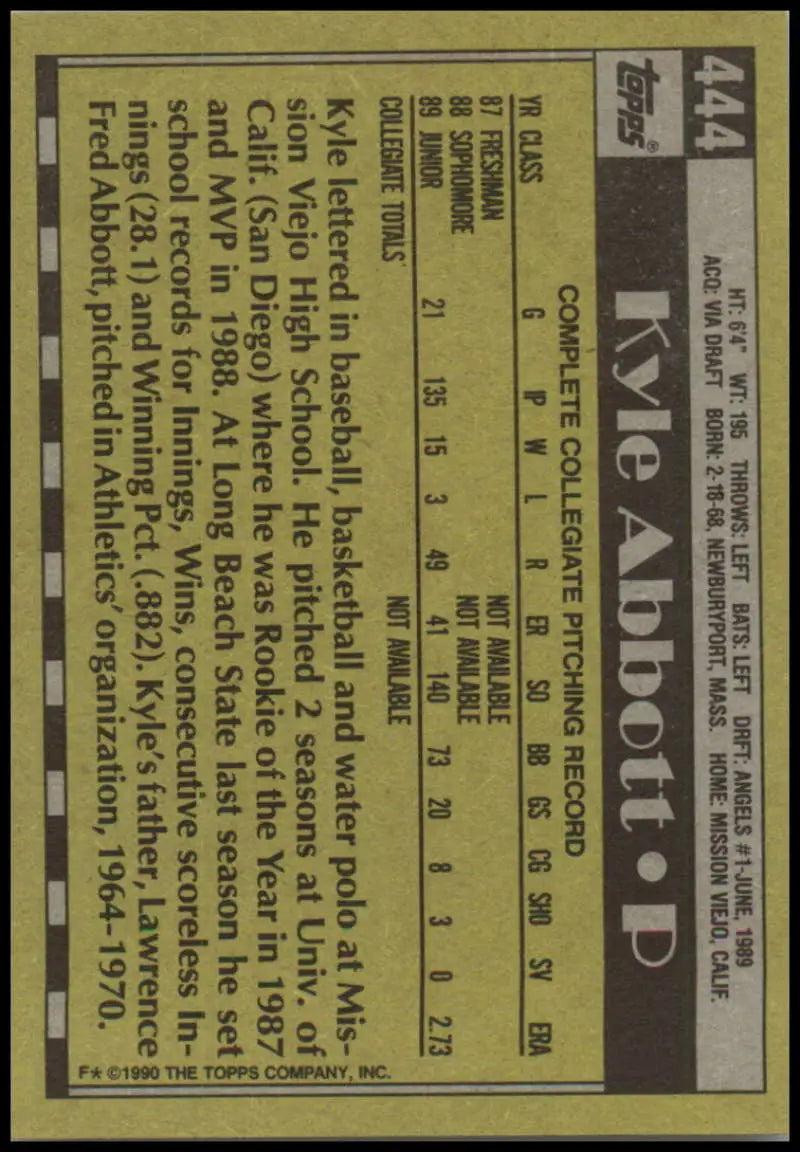 444
HT: 6'4" WT: 195 THROWS: LEFT BATS: LEFT DRFT: ANGELS #1-JUNE, 1989
ACQ: VIA DRAFT BORN: 2-18-68, NEWBURYPORT, MASS. HOME: MISSION VIEJO, CALIF.
TOPPS®
Kyle Abbott • P
COMPLETE COLLEGIATE PITCHING RECORD
YR CLASS G IP W L R ER SO BB GS CG SHO SV ERA
87 FRESHMAN NOT AVAILABLE
88 SOPHOMORE NOT AVAILABLE
89 JUNIOR 21 135 15 3 49 41 140 73 20 8 3 0 2.73
COLLEGIATE TOTALS NOT AVAILABLE
Kyle lettered in baseball, basketball and water polo at Mis-
sion Viejo High School. He pitched 2 seasons at Univ. of
Calif. (San Diego) where he was Rookie of the Year in 1987
and MVP in 1988. At Long Beach State last season he set
school records for Innings, Wins, consecutive scoreless In-
nings (28.1) and Winning Pct. (.882). Kyle's father, Lawrence
Fred Abbott, pitched in Athletics' organization, 1964-1970.
F* ©1990 THE TOPPS COMPANY, INC.